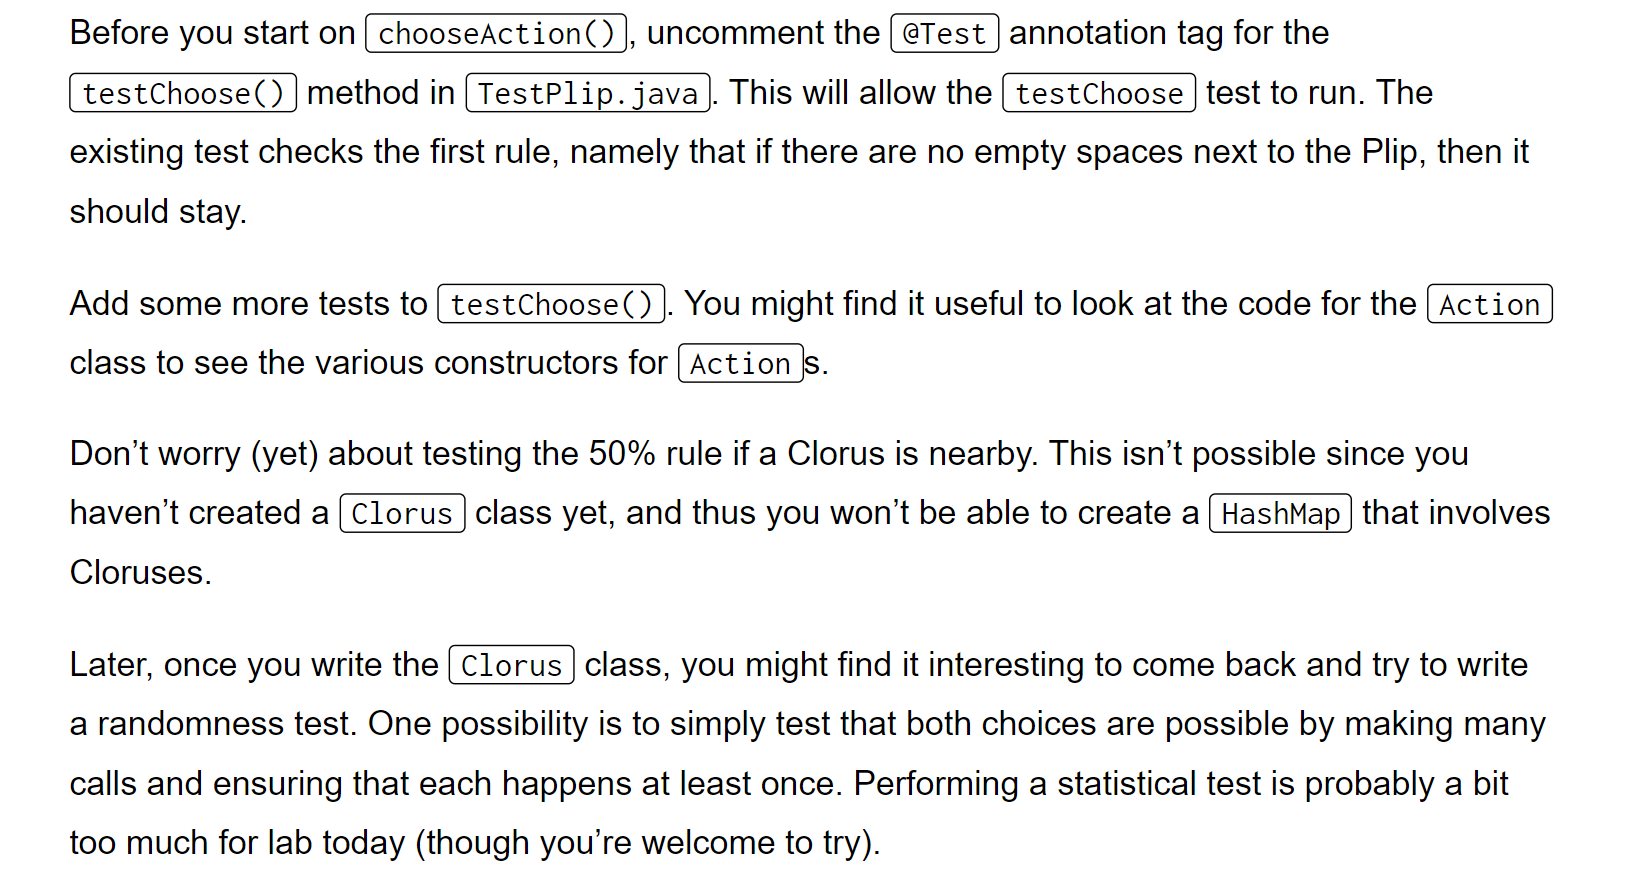 Before you start on chooseAction(), uncomment the @Test annotation tag for the
testChoose() method in TestPlip.java. This will allow the testChoose test to run. The
existing test checks the first rule, namely that if there are no empty spaces next to the Plip, then it
should stay.
Add some more tests to testChoose(). You might find it useful to look at the code for the Action
class to see the various constructors for Actions.
Don’t worry (yet) about testing the 50% rule if a Clorus is nearby. This isn’t possible since you
haven’t created a Clorus class yet, and thus you won’t be able to create a HashMap that involves
Cloruses.
Later, once you write the Clorus class, you might find it interesting to come back and try to write
a randomness test. One possibility is to simply test that both choices are possible by making many
calls and ensuring that each happens at least once. Performing a statistical test is probably a bit
too much for lab today (though you’re welcome to try).